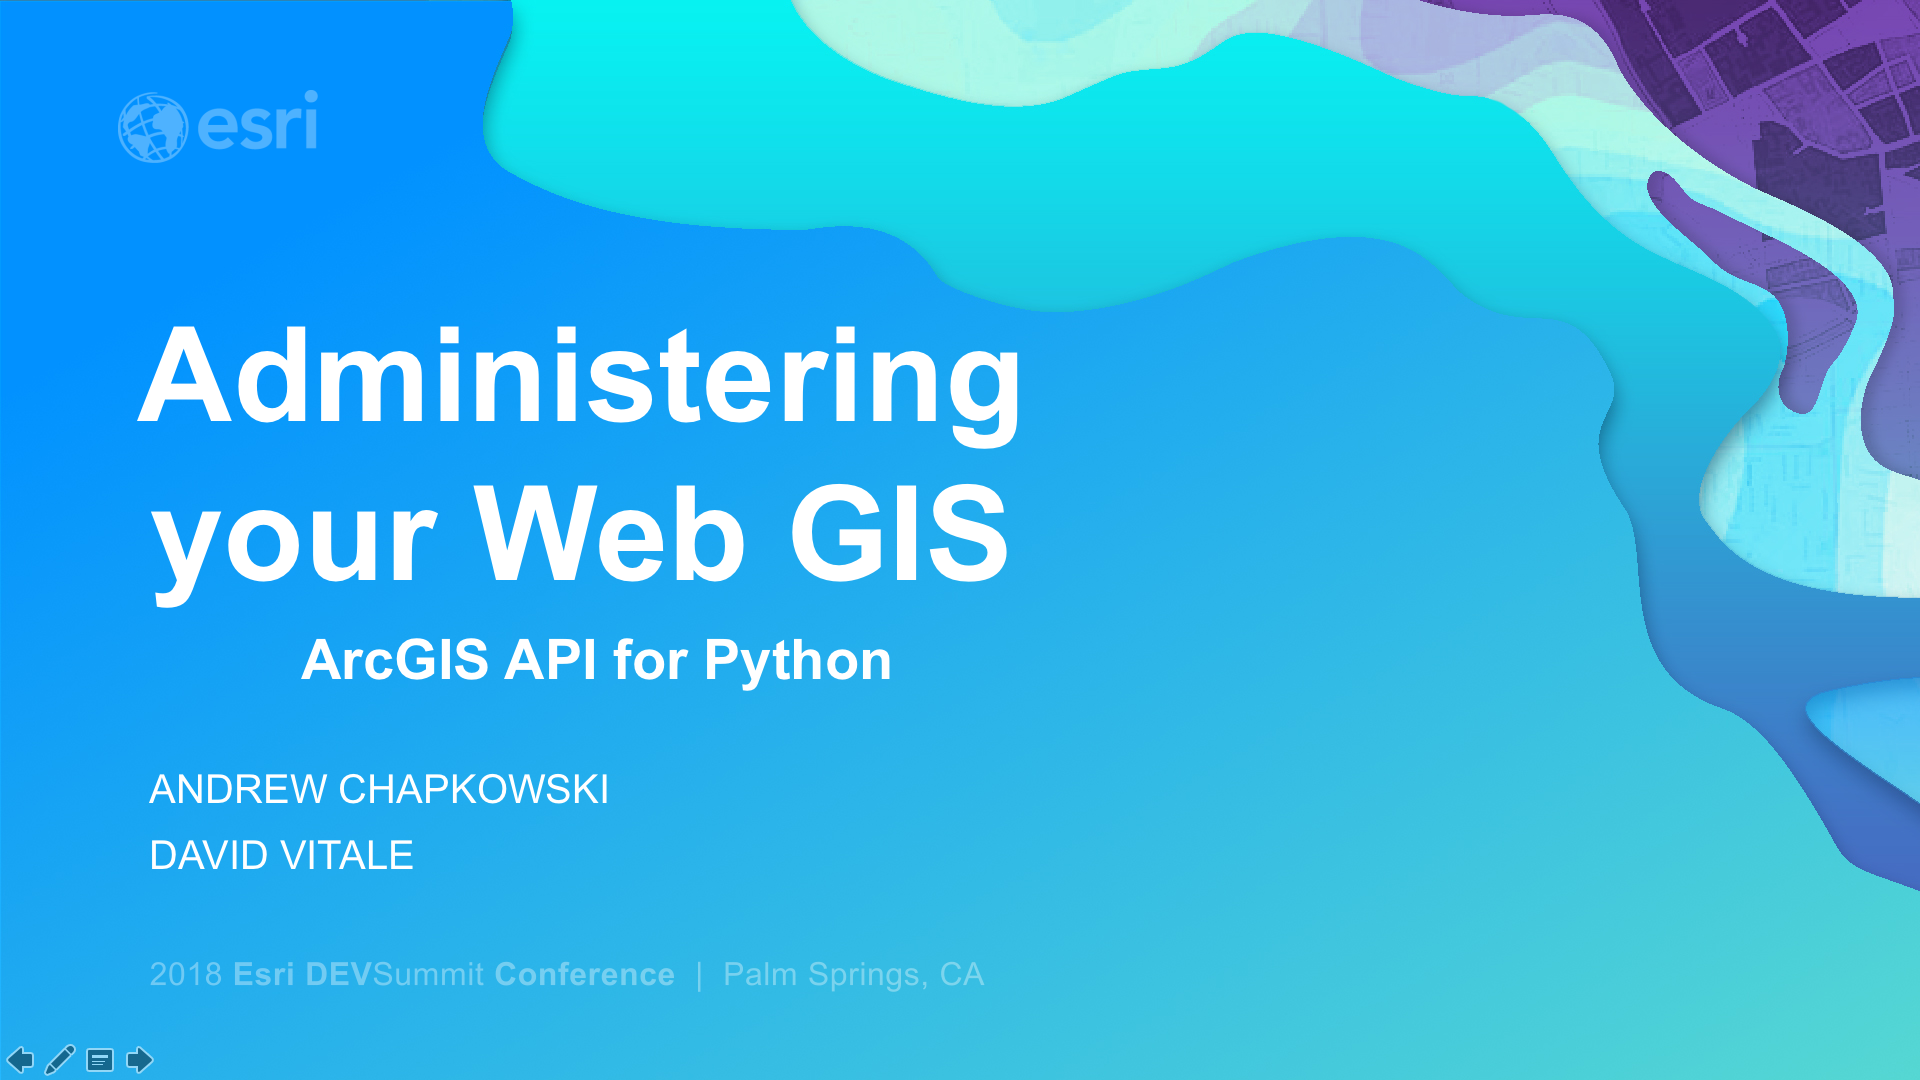 esri
Administering
your Web GIS
ArcGIS API for Python
ANDREW CHAPKOWSKI
DAVID VITALE
2018 Esri DEVSummit Conference | Palm Springs, CA